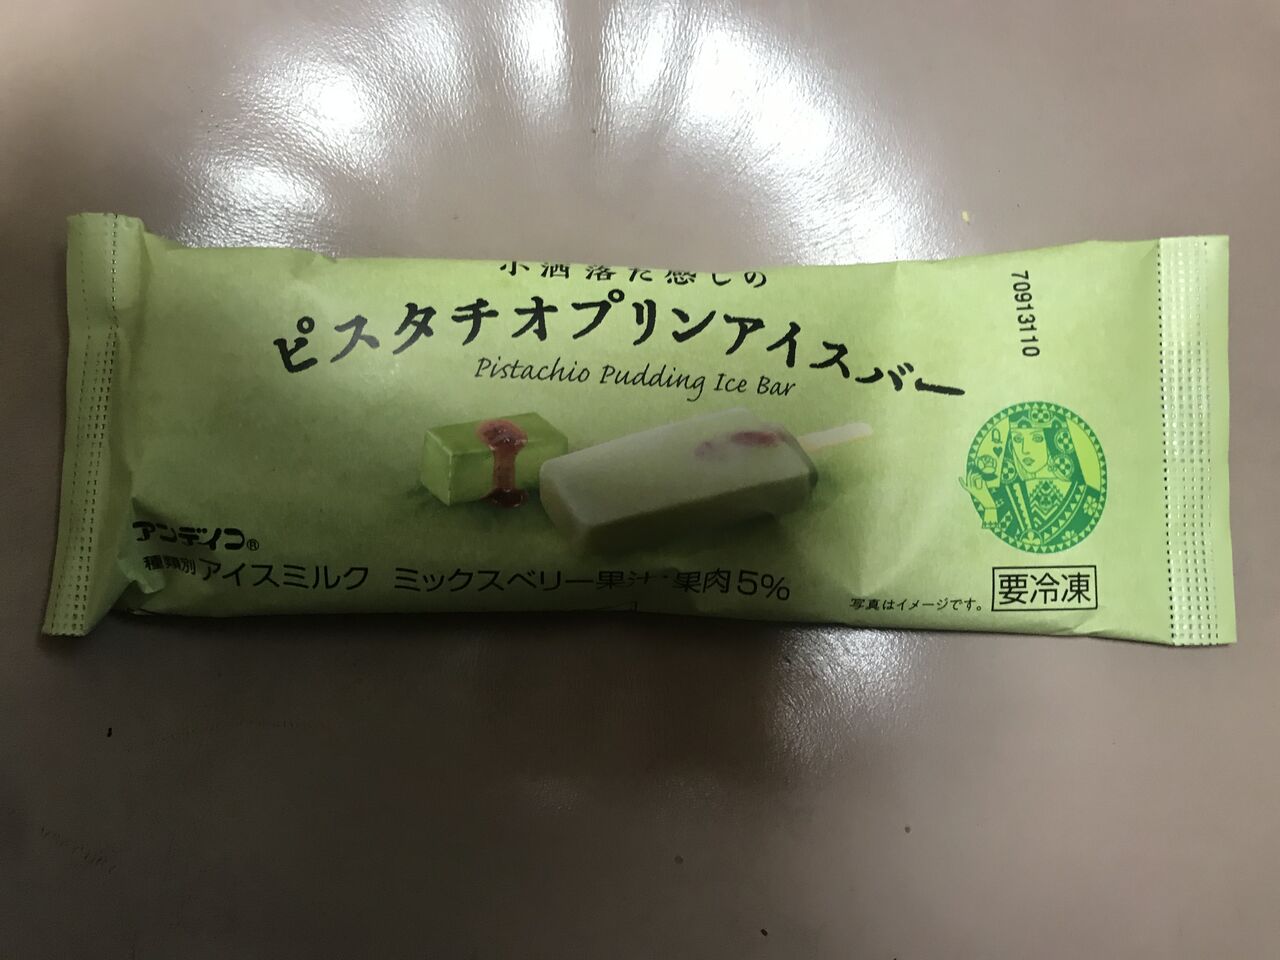 小洒落た感じの
ピスタチオプリンアイスバー
Pistachio Pudding Ice Bar
70913110
アンデイコ®
種類別 アイスミルク ミックスベリー果汁・果肉5%
写真はイメージです。
要冷凍